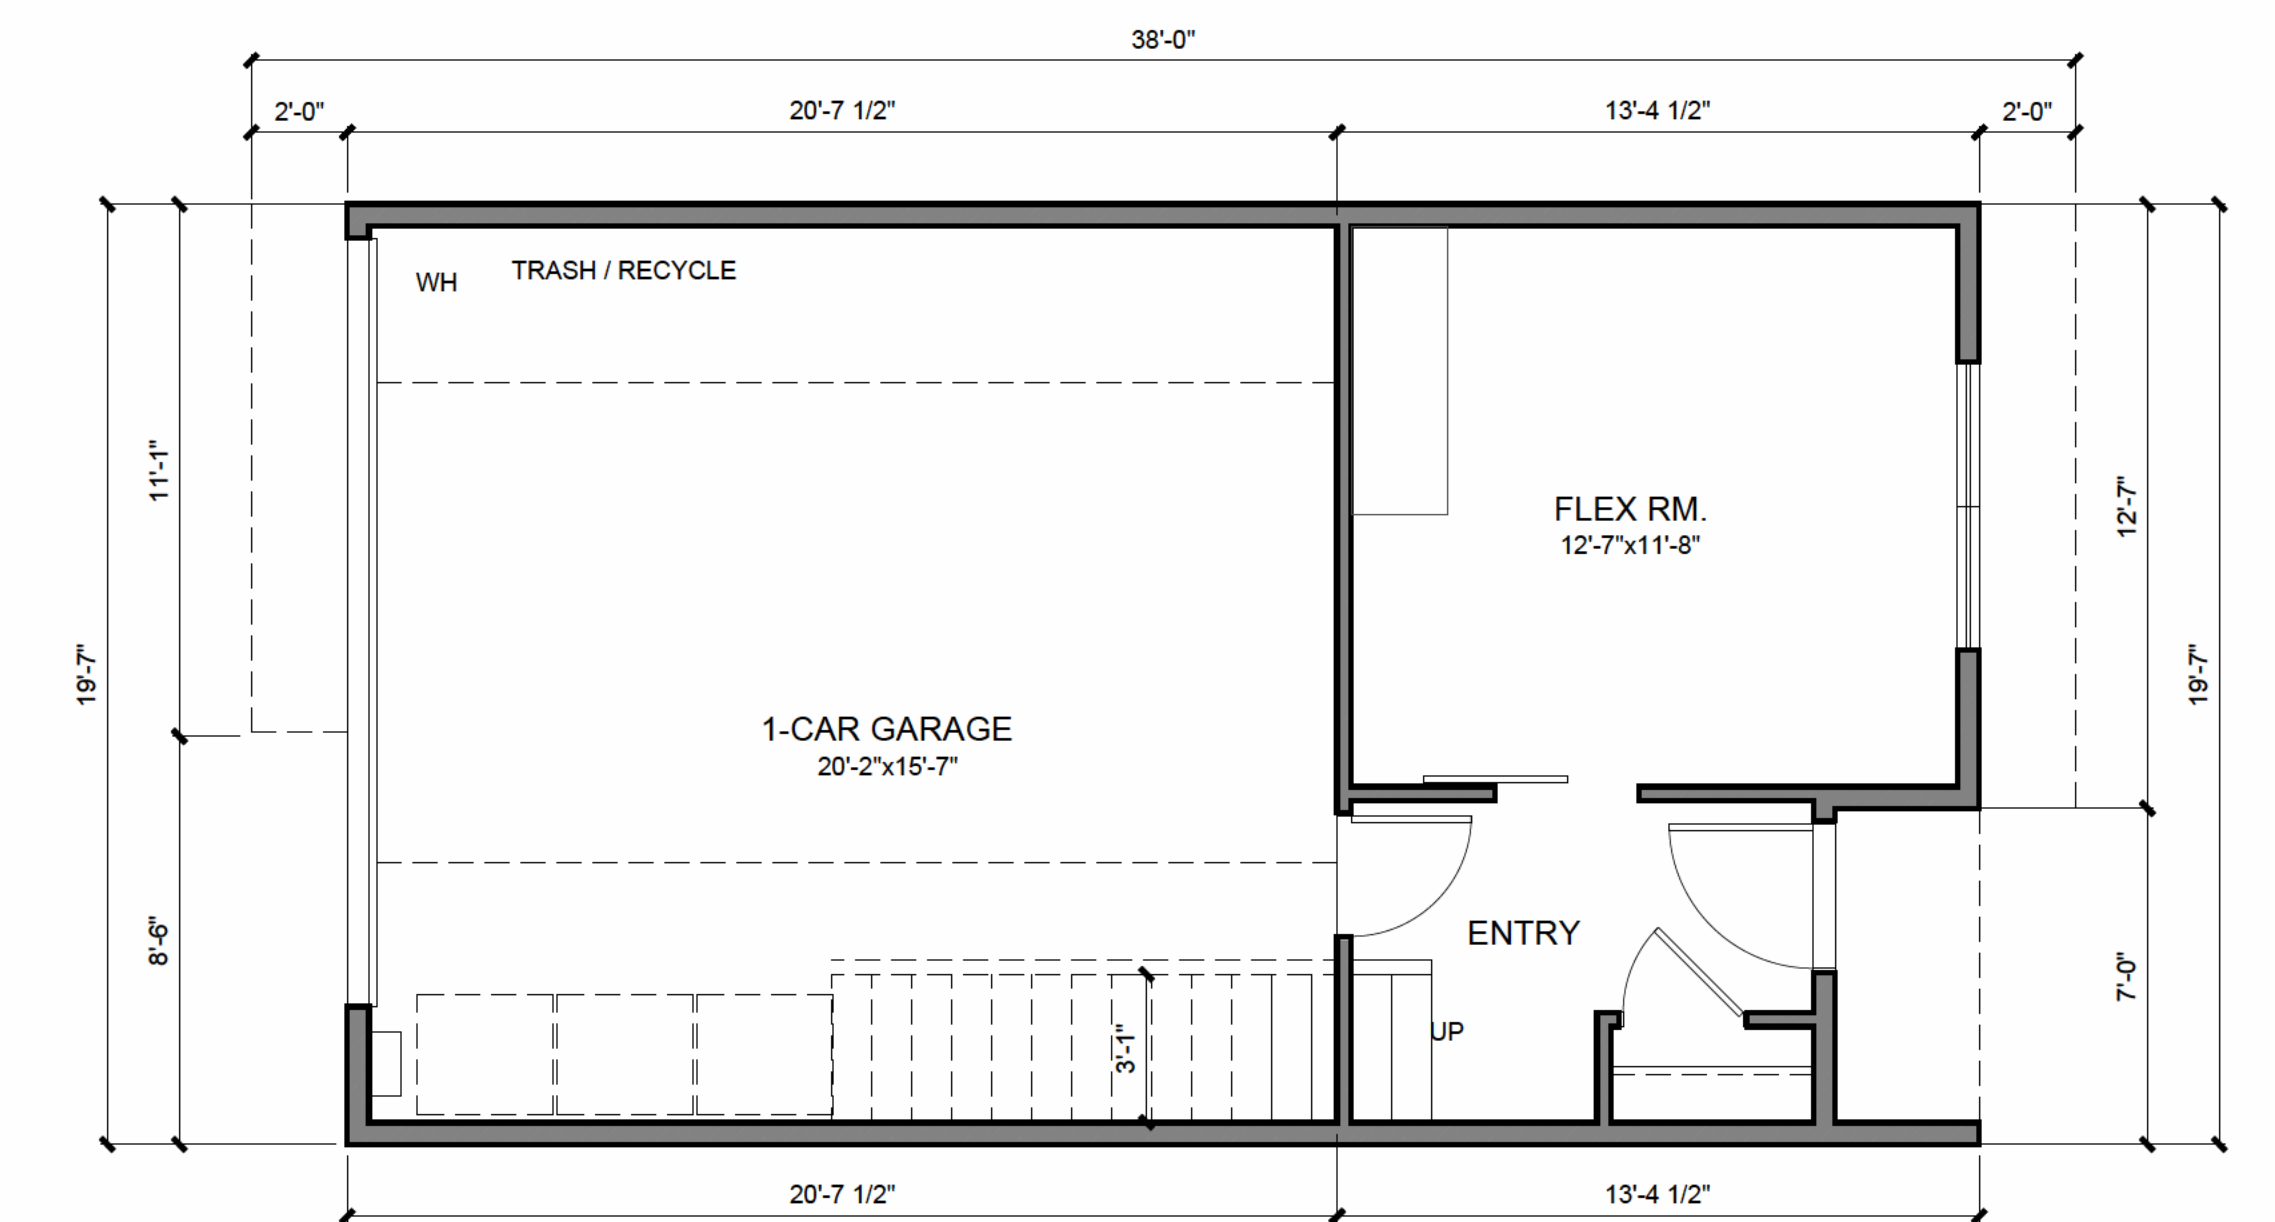 38'-0"
2'-0"
20'-7 1/2"
13'-4 1/2"
2'-0"
WH
TRASH / RECYCLE
11'-1"
12'-7"
FLEX RM.
12'-7"x11'-8"
19'-7"
19'-7"
1-CAR GARAGE
20'-2"x15'-7"
8'-6"
ENTRY
7'-0"
3'-1"
UP
20'-7 1/2"
13'-4 1/2"